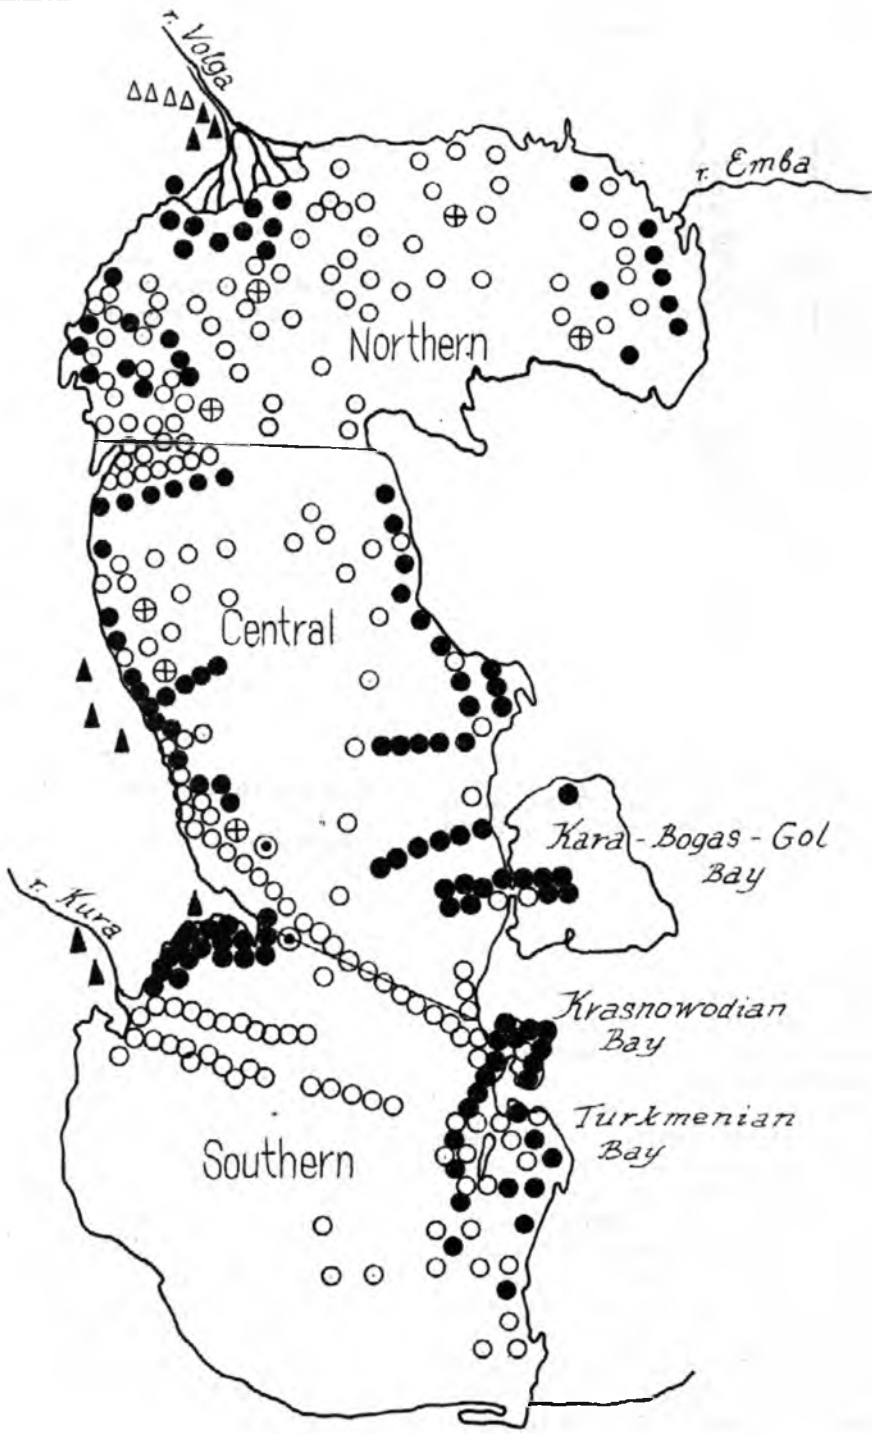 r. Volga
r. Emba
Northern
Central
Kara-Bogas-Gol
Bay
r. Kura
Krasnowodian
Bay
Turkmenian
Bay
Southern